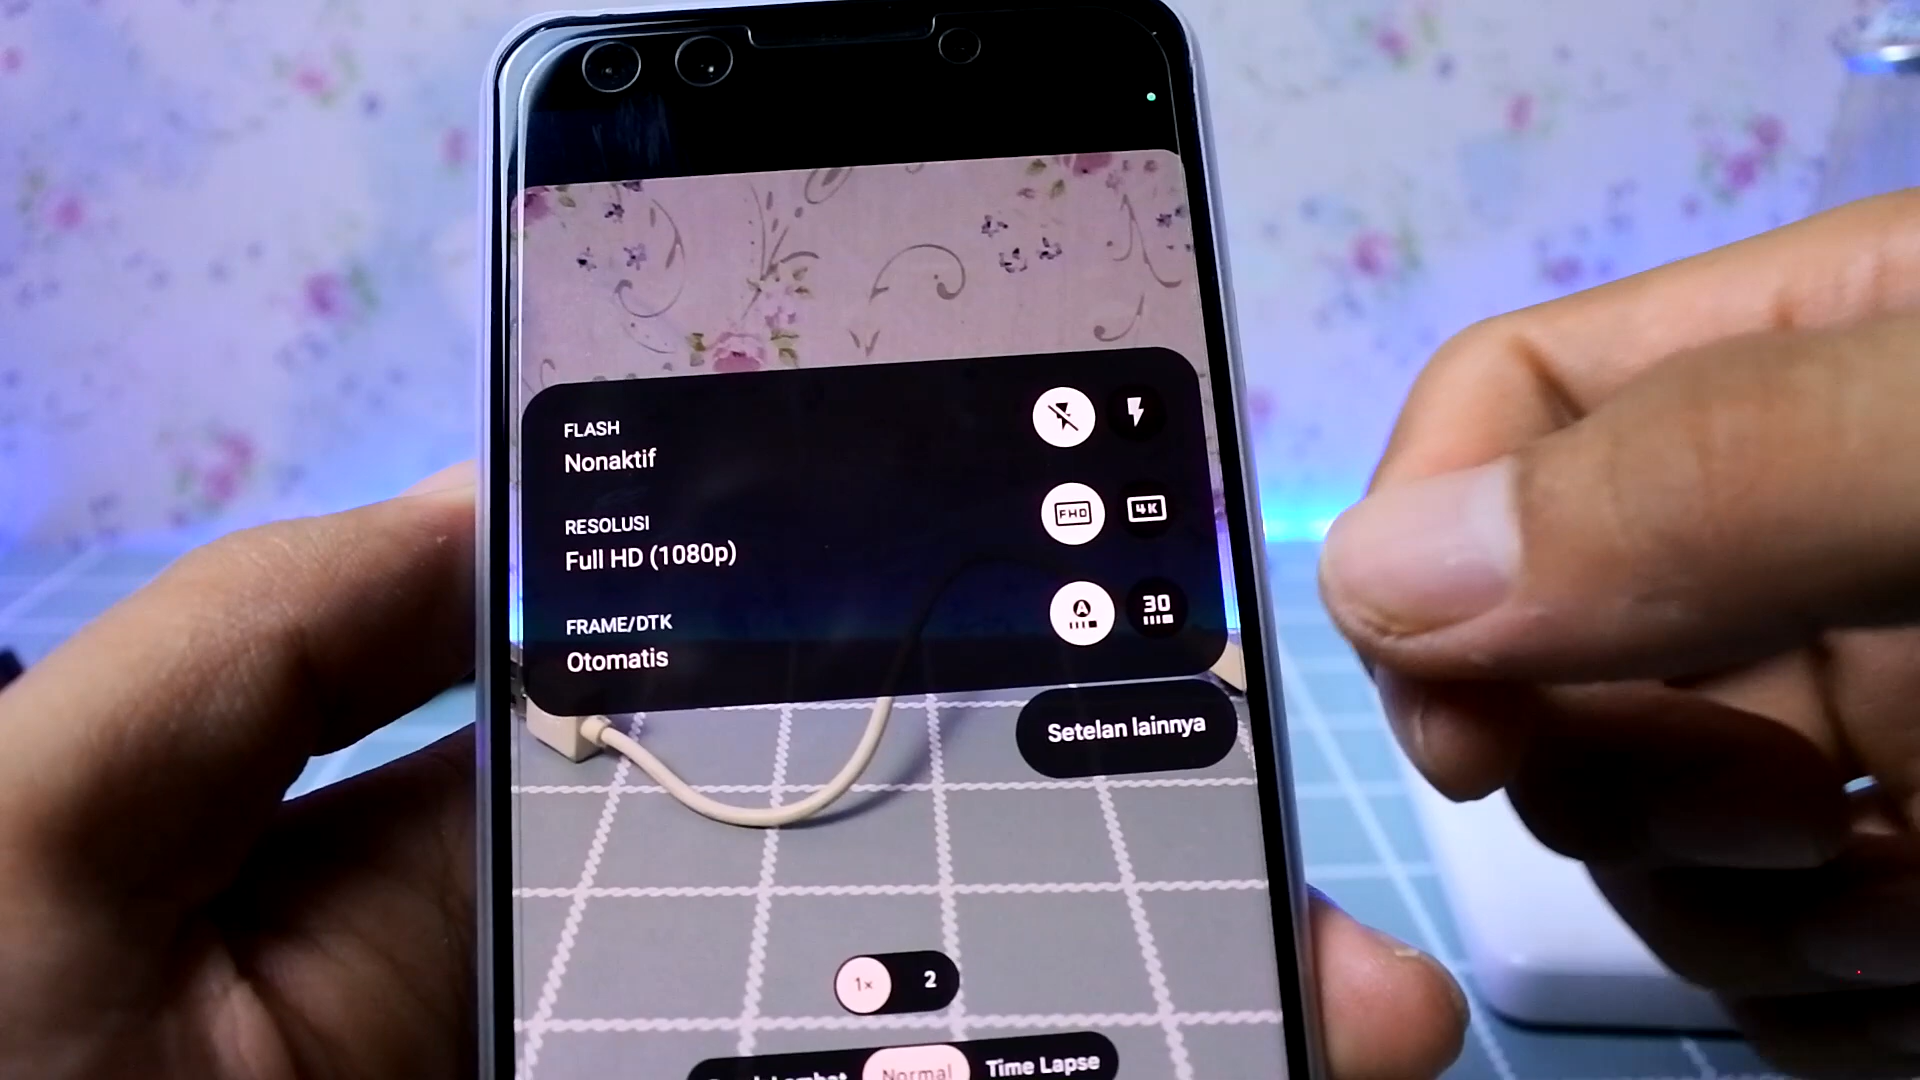 FLASH
Nonaktif
RESOLUSI
Full HD (1080p)
FHD
4K
FRAME/DTK
Otomatis
A
30
Setelan lainnya
1×
2
Normal
Time Lapse